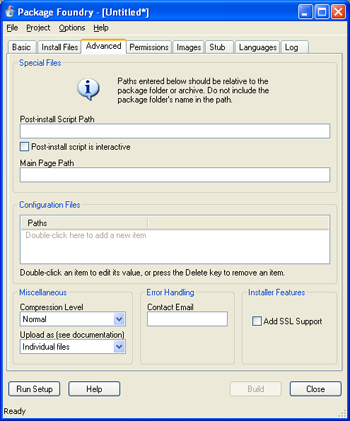 Package Foundry - [Untitled*]
File Project Options Help
Basic Install Files Advanced Permissions Images Stub Languages Log
Special Files
Paths entered below should be relative to
the package folder or archive. Do not include the
package folder's name in the path.
Post-install Script Path
Post-install script is interactive
Main Page Path
Configuration Files
Paths
Double-click here to add a new item
Double-click an item to edit its value, or press the Delete key to remove an item.
Miscellaneous
Compression Level
Normal
Upload as (see documentation)
Individual files
Error Handling
Contact Email
Installer Features
Add SSL Support
Run Setup Help Build Close
Ready